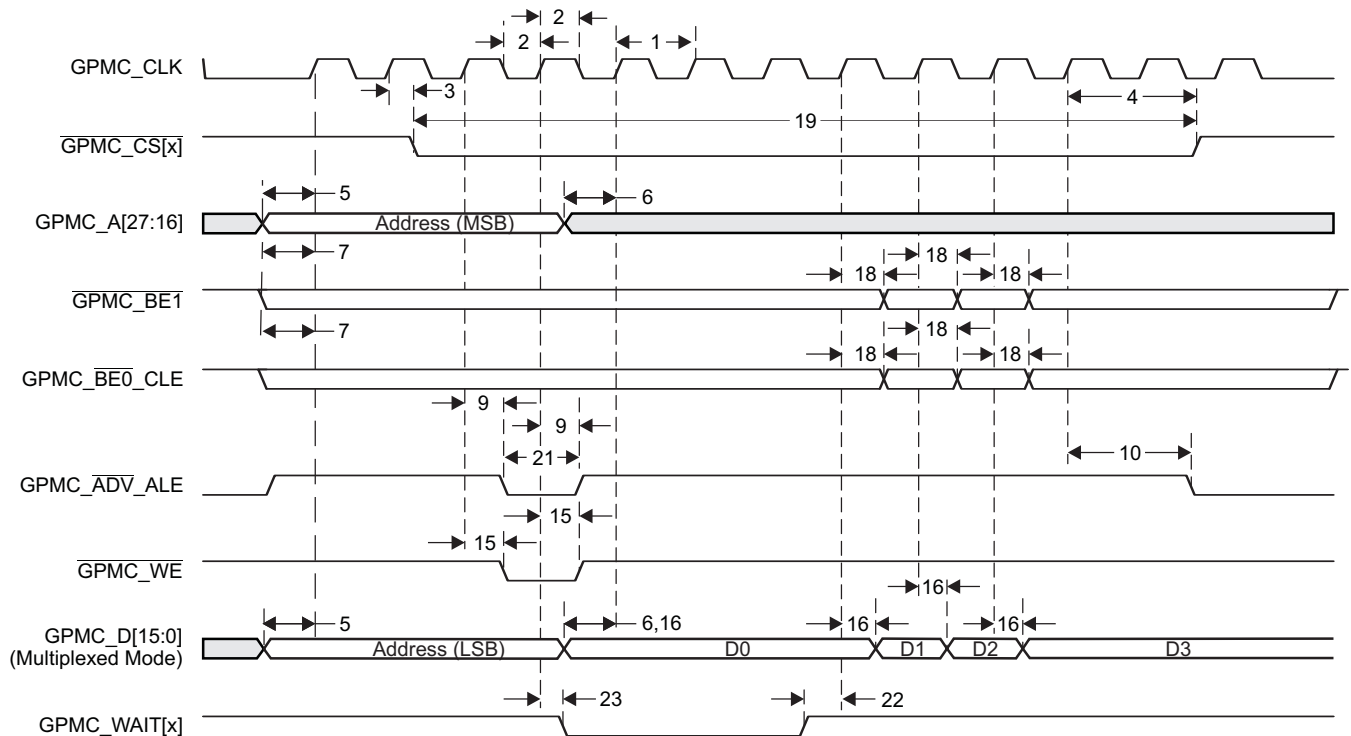 2
2
1
GPMC_CLK
3
4
19
GPMC_CS[x]
5
6
GPMC_A[27:16]
Address (MSB)
7
18
18
18
GPMC_BE1
7
18
18
18
GPMC_BE0_CLE
9
9
21
10
GPMC_ADV_ALE
15
15
GPMC_WE
16
5
6,16
16
16
GPMC_D[15:0]
(Multiplexed Mode)
Address (LSB)
D0
D1
D2
D3
23
22
GPMC_WAIT[x]